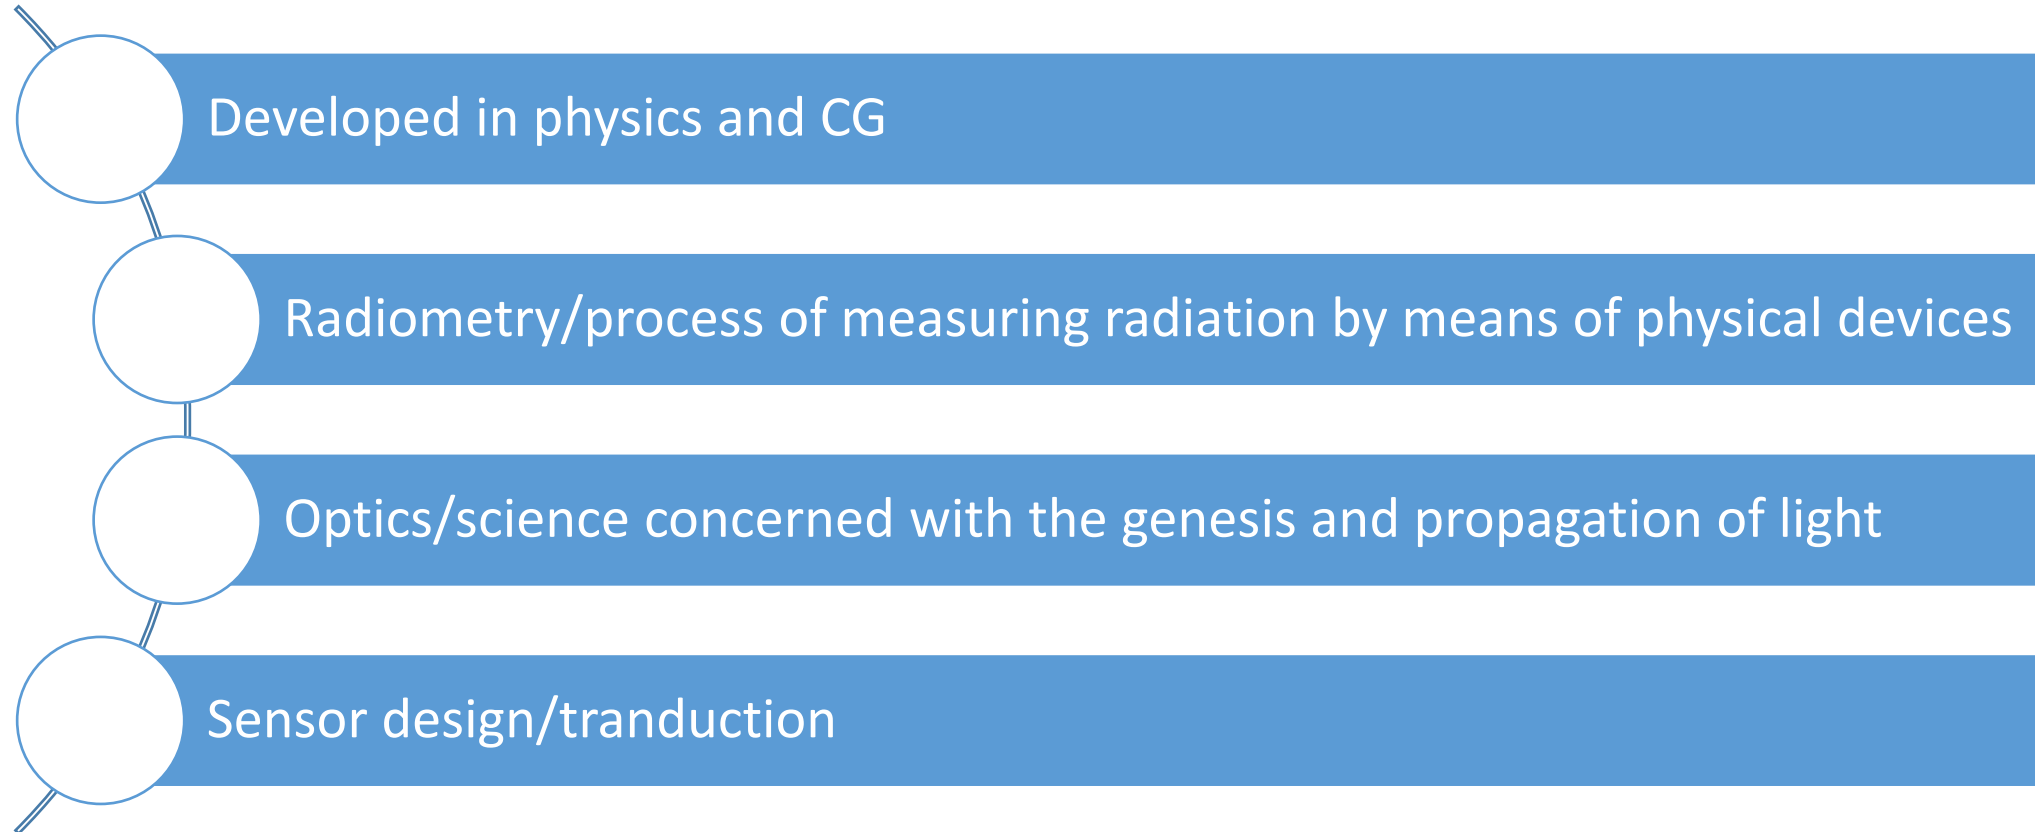 Developed in physics and CG
Radiometry/process of measuring radiation by means of physical devices
Optics/science concerned with the genesis and propagation of light
Sensor design/tranduction